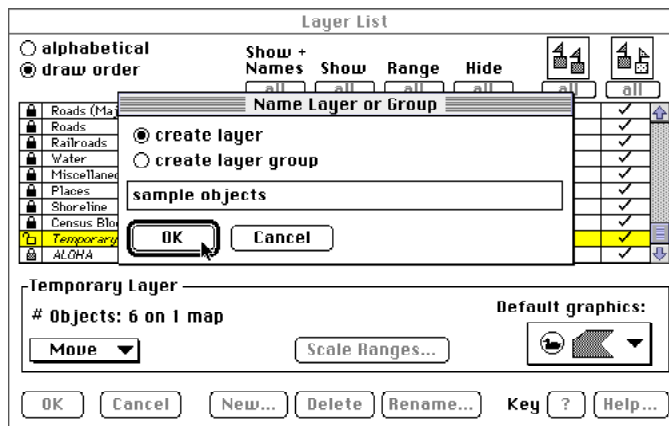 Layer List
alphabetical
draw order
Show +
Names Show Range Hide
all all all all all all
Name Layer or Group
Roads (Maj
Roads
Railroads
Water
Miscellaneo
Places
Shoreline
Census Blo
Temporary
ALOHA
create layer
create layer group
sample objects
OK Cancel
Temporary Layer
# Objects: 6 on 1 map
Default graphics:
Move
Scale Ranges...
OK Cancel New... Delete Rename... Key ? Help...